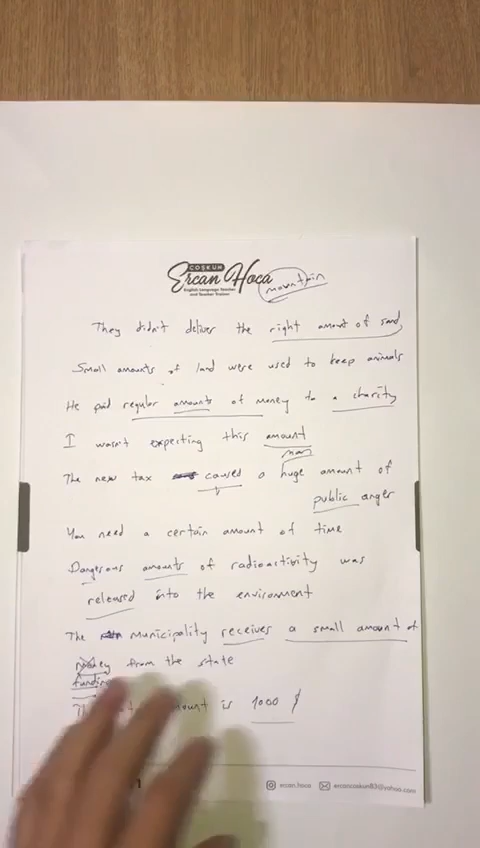 COSKUN
Ercan Hoca
English Language Teacher
and Teacher Trainer
mountain
They didn't deliver the right amount of sand
Small amounts of land were used to keep animals
He paid regular amounts of money to a charity
I wasn't expecting this amount
man
The new tax caused a huge amount of
public anger
You need a certain amount of time
Dangerous amounts of radioactivity was
released into the environment
The municipality receives a small amount of
money from the state
funding
amount is 1000 $
ercan.hoca ercancoskun83@yahoo.com